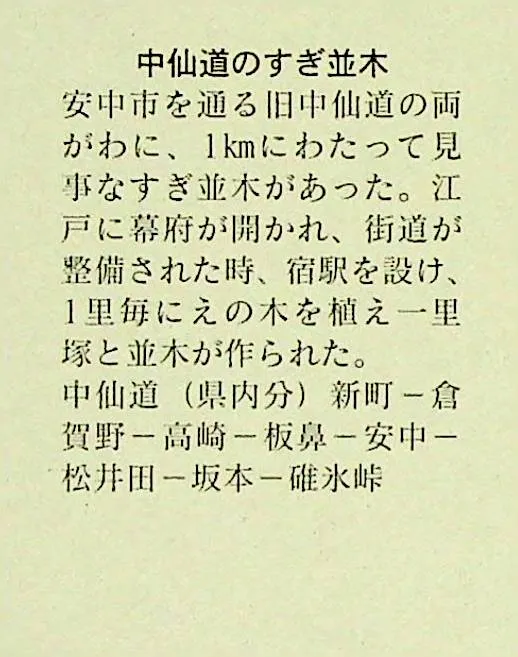 中仙道のすぎ並木
安中市を通る旧中仙道の両
がわに、1kmにわたって見
事なすぎ並木があった。江
戸に幕府が開かれ、街道が
整備された時、宿駅を設け、
1里毎にえの木を植え一里
塚と並木が作られた。
中仙道（県内分）新町－倉
賀野－高崎－板鼻－安中－
松井田－坂本－碓氷峠